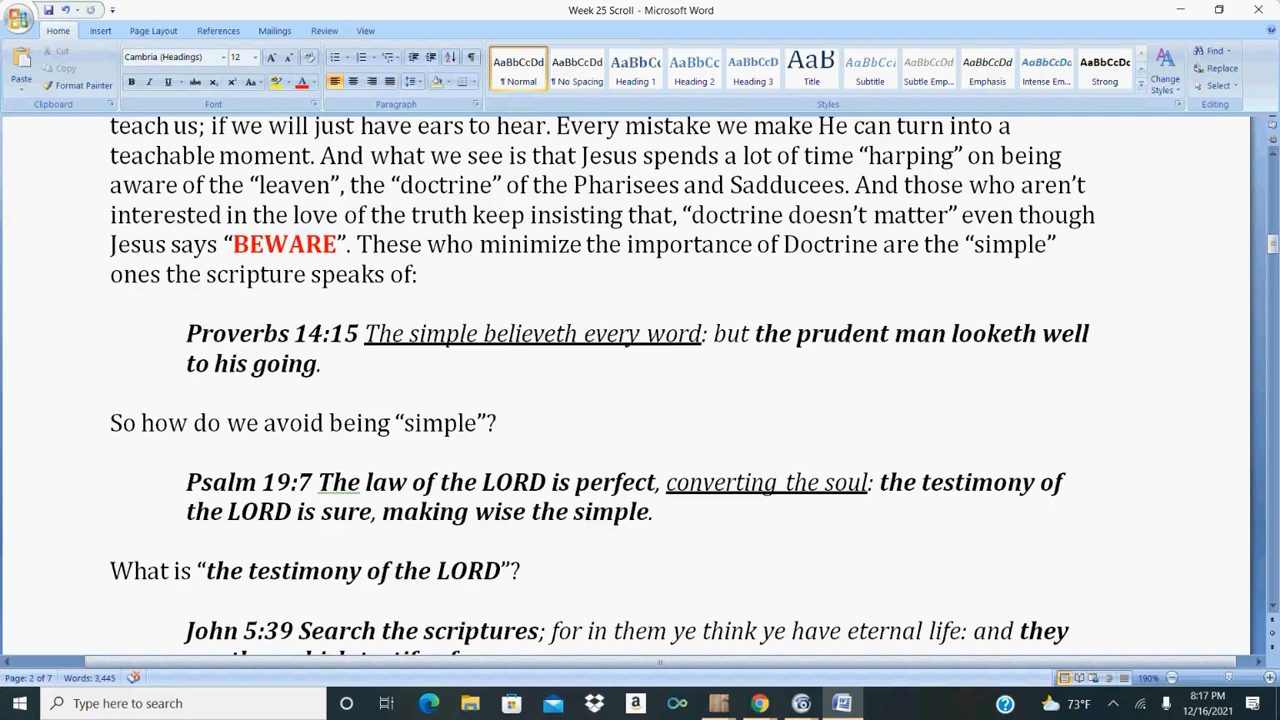 Week 25 Scroll - Microsoft Word
Home Insert Page Layout References Mailings Review View
Paste
Cut
Copy
Format Painter
Clipboard
Cambria (Headings) 12
Font
Paragraph
AaBbCcDd AaBbCcDd AaBbC AaBbCc AaBbCcD AaB AaBbCcI AaBbCcDd AaBbCcDd AaBbCcDd AaBbCcDc
¶ Normal ¶ No Spacing Heading 1 Heading 2 Heading 3 Title Subtitle Subtle Emp... Emphasis Intense Em... Strong
Styles
Change
Styles
Find
Replace
Select
Editing
teach us; if we will just have ears to hear. Every mistake we make He can turn into a
teachable moment. And what we see is that Jesus spends a lot of time “harping” on being
aware of the “leaven”, the “doctrine” of the Pharisees and Sadducees. And those who aren’t
interested in the love of the truth keep insisting that, “doctrine doesn’t matter” even though
Jesus says “BEWARE”. These who minimize the importance of Doctrine are the “simple”
ones the scripture speaks of:
Proverbs 14:15 The simple believeth every word: but the prudent man looketh well
to his going.
So how do we avoid being “simple”?
Psalm 19:7 The law of the LORD is perfect, converting the soul: the testimony of
the LORD is sure, making wise the simple.
What is “the testimony of the LORD”?
John 5:39 Search the scriptures; for in them ye think ye have eternal life: and they
Page: 2 of 7 Words: 3,445 190%
Type here to search
73°F
8:17 PM
12/16/2021